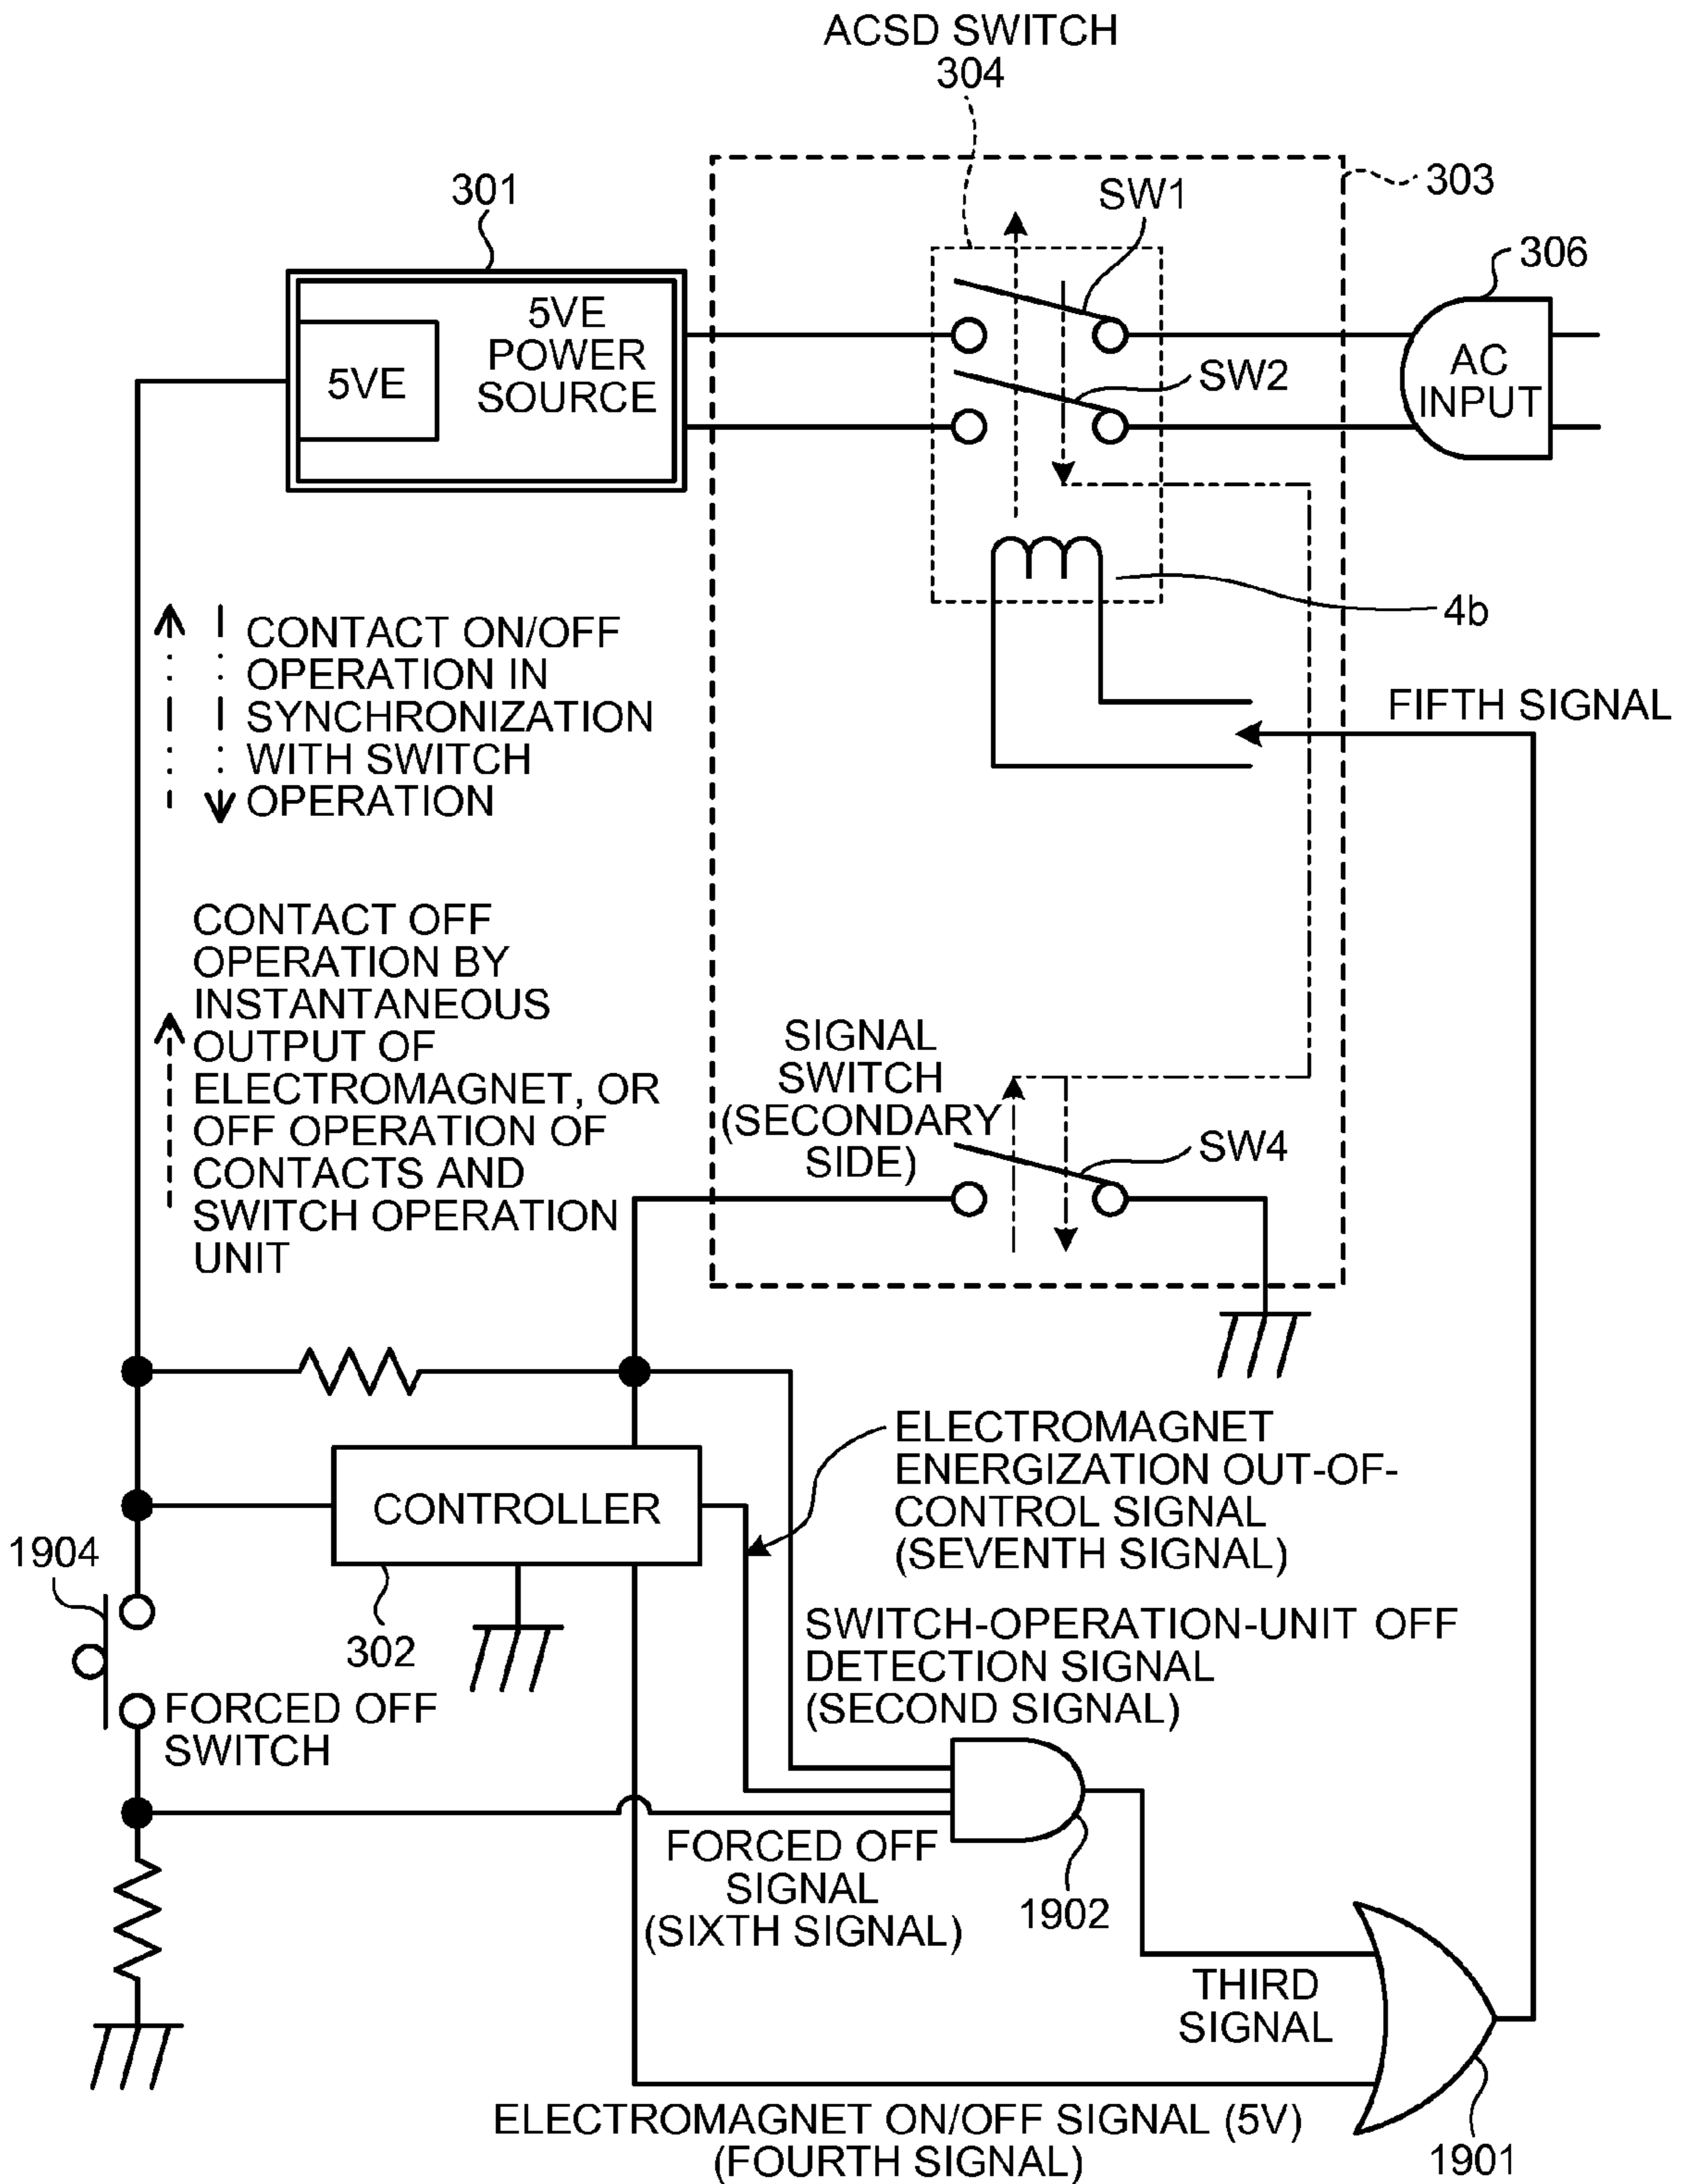 ACSD SWITCH
304
303
301
SW1
306
5VE
POWER
SOURCE
5VE
SW2
AC
INPUT
4b
CONTACT ON/OFF
OPERATION IN
SYNCHRONIZATION
WITH SWITCH
OPERATION
FIFTH SIGNAL
CONTACT OFF
OPERATION BY
INSTANTANEOUS
OUTPUT OF
ELECTROMAGNET, OR
OFF OPERATION OF
CONTACTS AND
SWITCH OPERATION
UNIT
SIGNAL
SWITCH
(SECONDARY
SIDE)
SW4
ELECTROMAGNET
ENERGIZATION OUT-OF-
CONTROL SIGNAL
(SEVENTH SIGNAL)
CONTROLLER
1904
302
SWITCH-OPERATION-UNIT OFF
DETECTION SIGNAL
(SECOND SIGNAL)
FORCED OFF
SWITCH
FORCED OFF
SIGNAL
(SIXTH SIGNAL)
1902
THIRD
SIGNAL
ELECTROMAGNET ON/OFF SIGNAL (5V)
(FOURTH SIGNAL)
1901